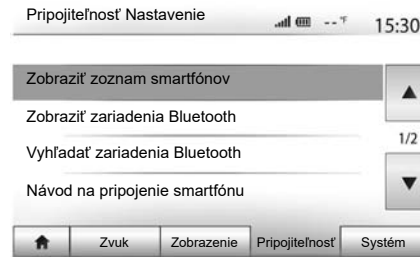 Pripojiteľnosť Nastavenie -- °F 15:30
Zobraziť zoznam smartfónov
Zobraziť zariadenia Bluetooth
1/2
Vyhľadať zariadenia Bluetooth
Návod na pripojenie smartfónu
Zvuk Zobrazenie Pripojiteľnosť Systém